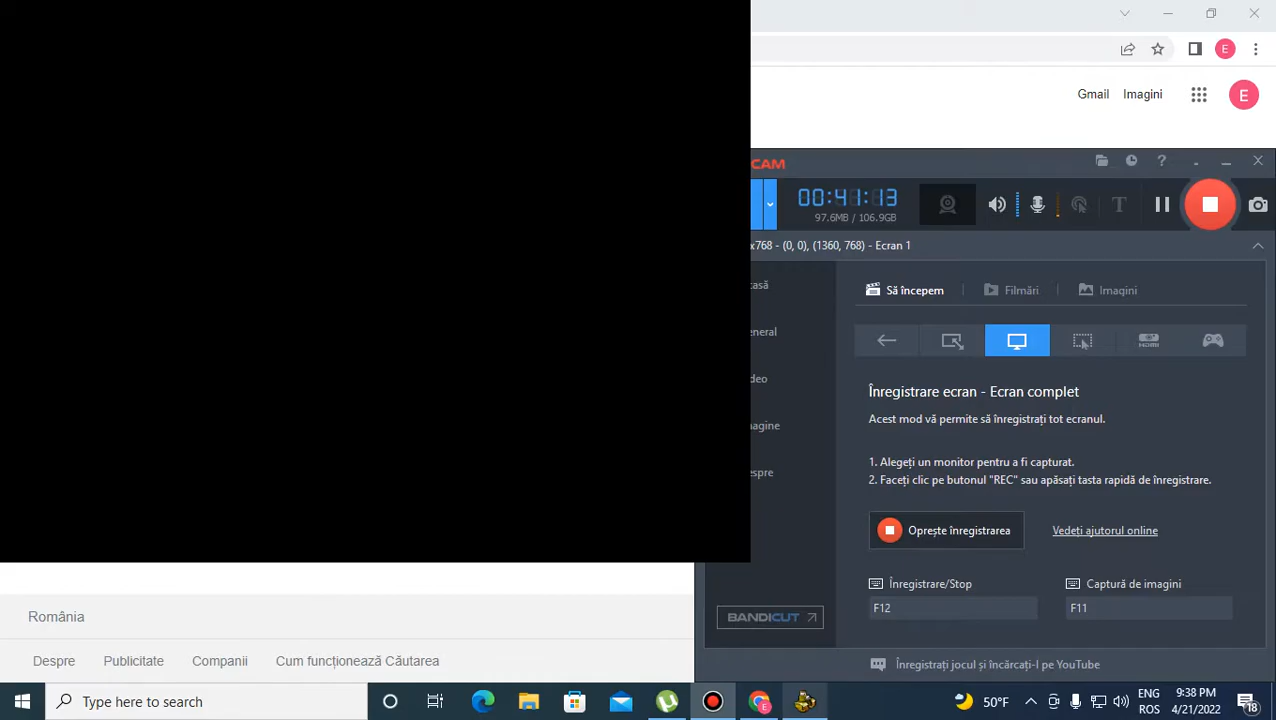 E
Gmail Imagini E
CAM
00:41:13
97.6MB / 106.9GB
T
x768 - (0, 0), (1360, 768) - Ecran 1
Să începem Filmări Imagini
HDMI
Înregistrare ecran - Ecran complet
Acest mod vă permite să înregistrați tot ecranul.
1. Alegeți un monitor pentru a fi capturat.
2. Faceți clic pe butonul "REC" sau apăsați tasta rapidă de înregistrare.
Oprește înregistrarea Vedeți ajutorul online
Înregistrare/Stop Captură de imagini
F12 F11
casă
eneral
deo
nagine
espre
BANDICUT
Înregistrați jocul și încărcați-l pe YouTube
România
Despre Publicitate Companii Cum funcționează Căutarea
Type here to search
50°F
ENG
ROS
9:38 PM
4/21/2022
18